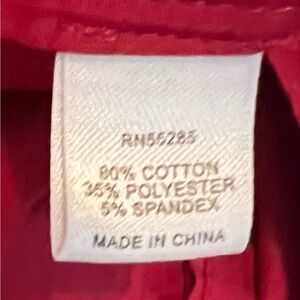 RN55285
60% COTTON
35% POLYESTER
5% SPANDEX
MADE IN CHINA